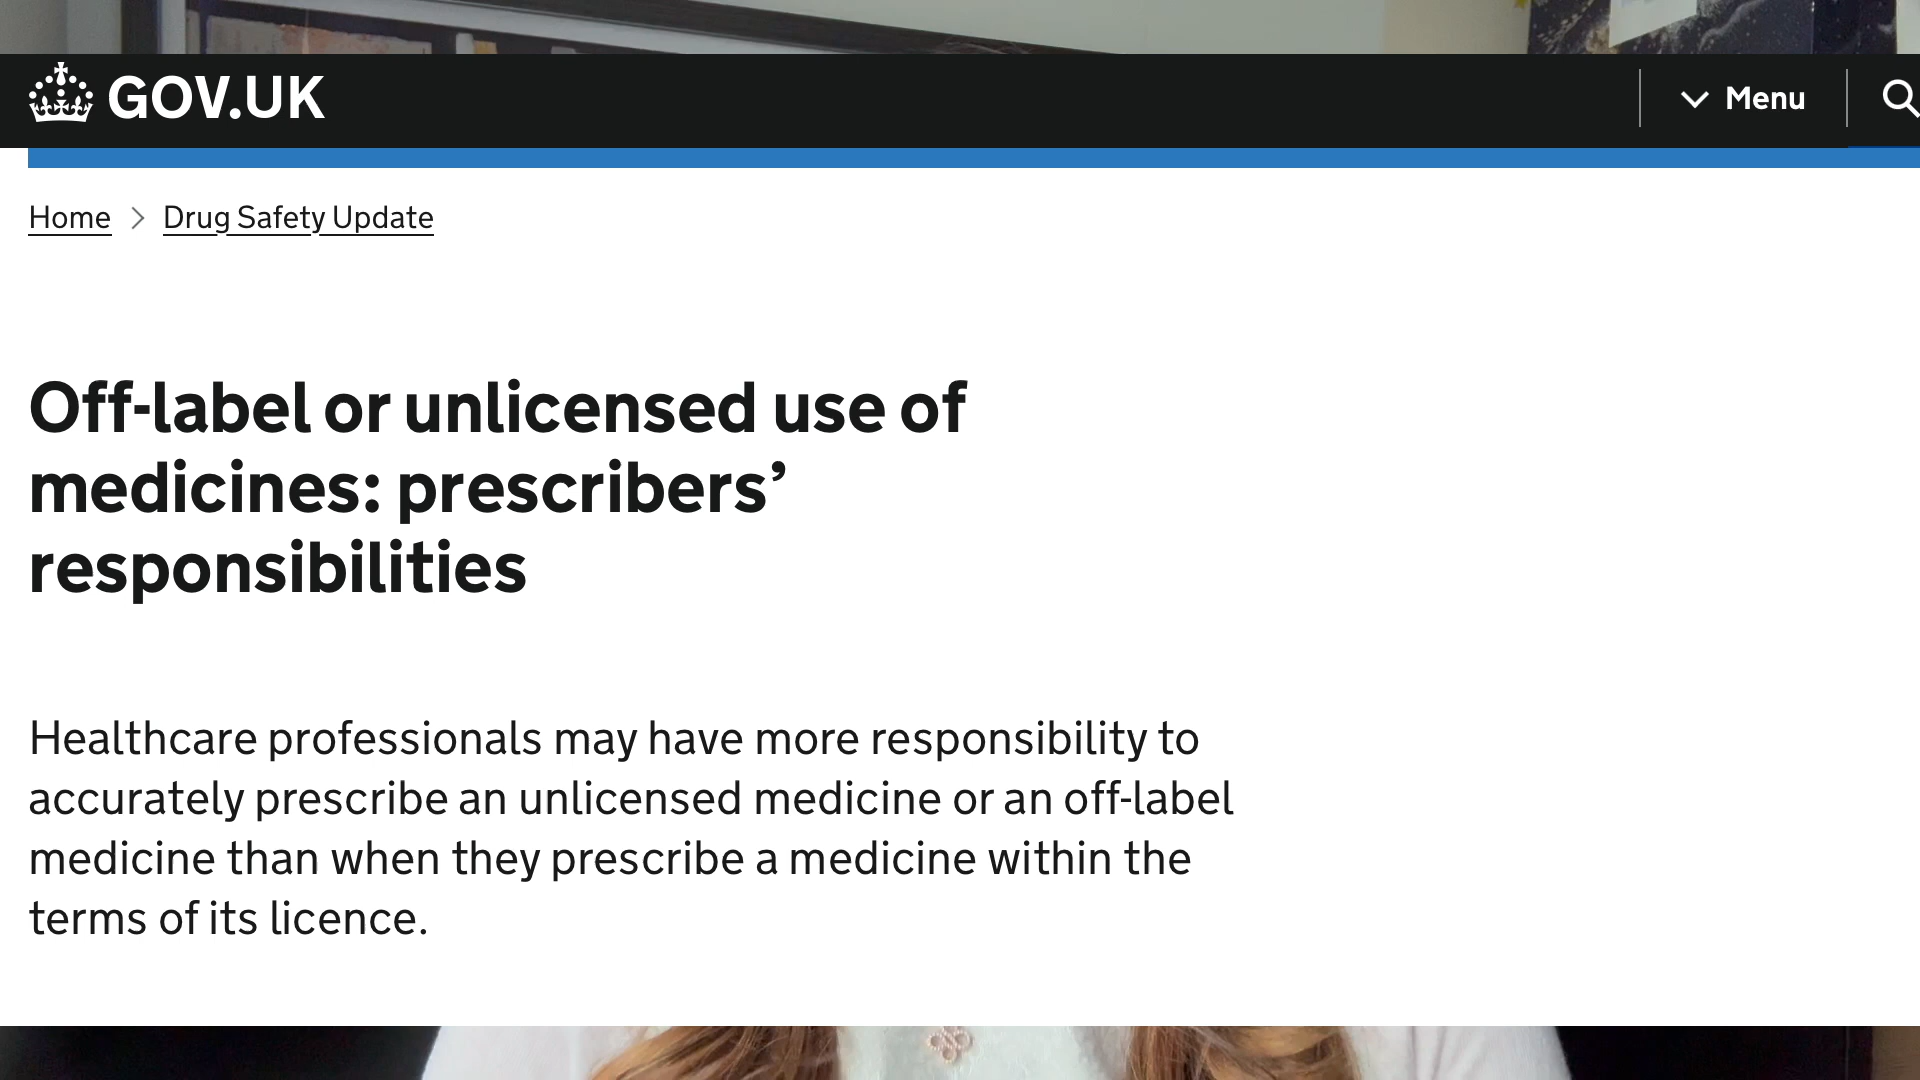 GOV.UK
Menu
Home
Drug Safety Update
Off-label or unlicensed use of
medicines: prescribers’
responsibilities
Healthcare professionals may have more responsibility to
accurately prescribe an unlicensed medicine or an off-label
medicine than when they prescribe a medicine within the
terms of its licence.